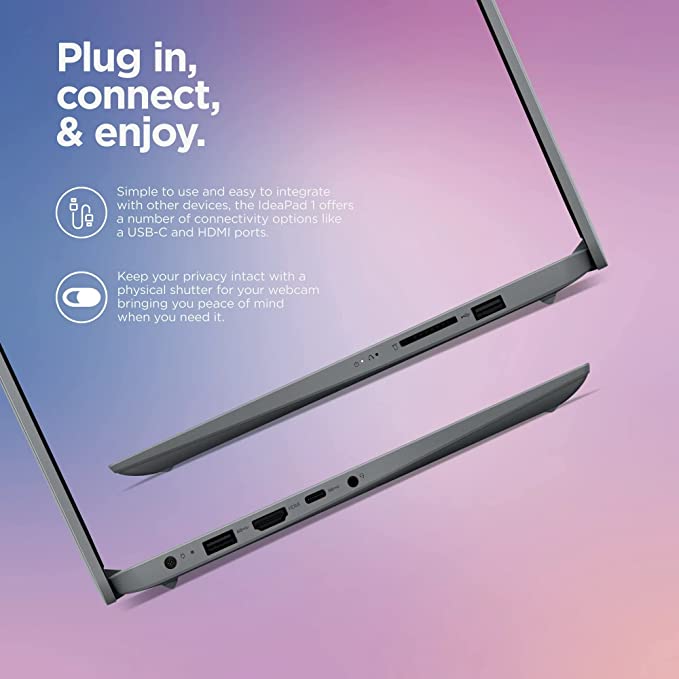 Plug in,
connect,
& enjoy.
Simple to use and easy to integrate
with other devices, the IdeaPad 1 offers
a number of connectivity options like
a USB-C and HDMI ports.
Keep your privacy intact with a
physical shutter for your webcam
bringing you peace of mind
when you need it.
HDMI